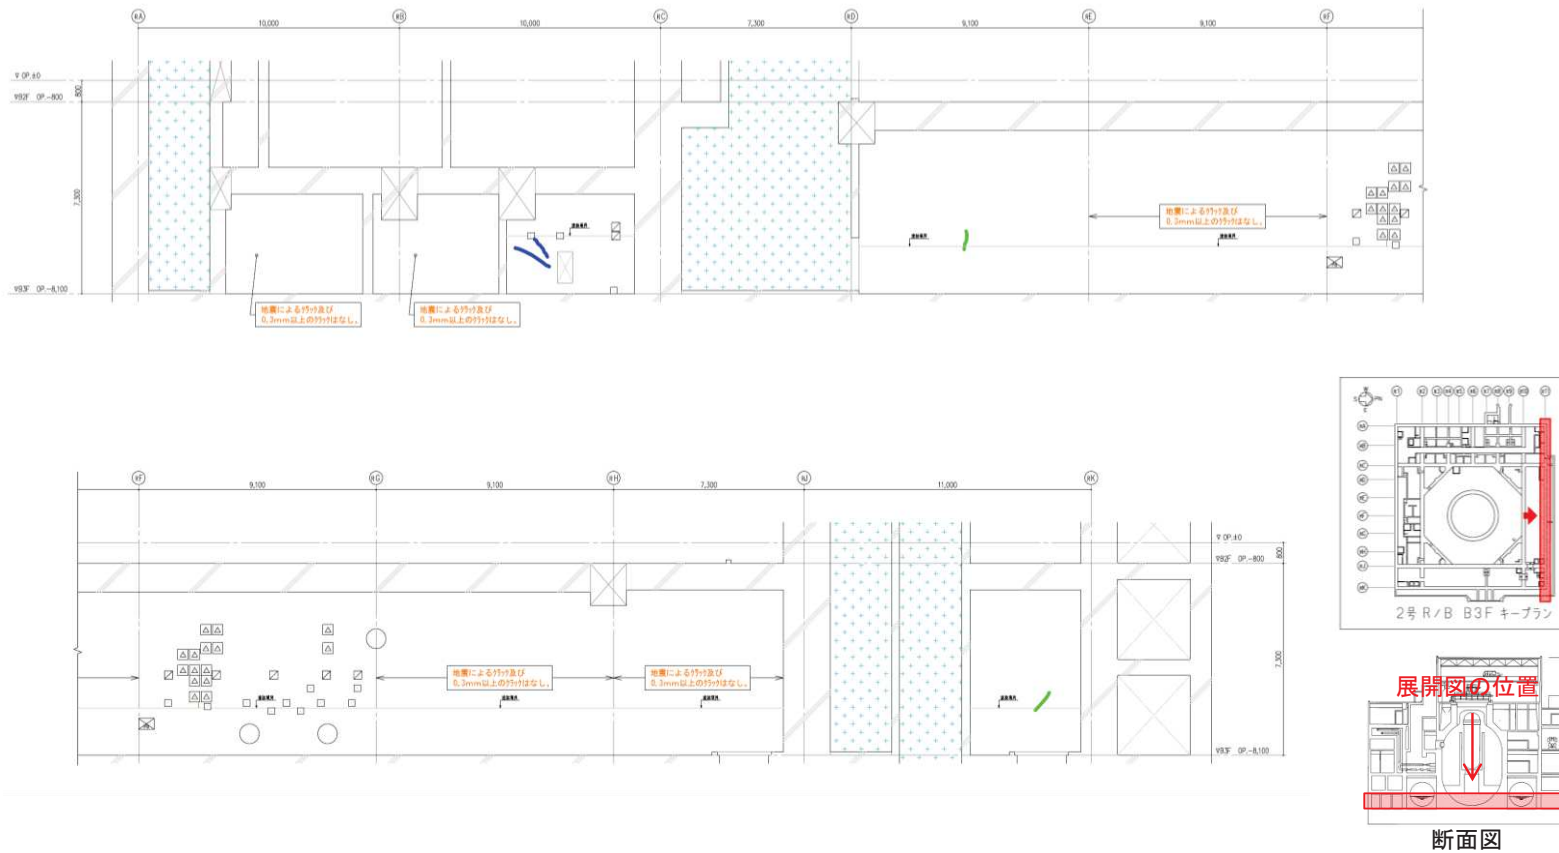 RA RB RC RD RE RF
10,000 10,000 7,300 9,100 9,100
▽ OP.±0
▽B2F OP.-800
800
7,300
▽B3F OP.-8,100
地震によるクラック及び
0.3mm以上のクラックはなし。
地震によるクラック及び
0.3mm以上のクラックはなし。
地震によるクラック及び
0.3mm以上のクラックはなし。
RF RG RH RJ RK
9,100 9,100 7,300 11,000
▽ OP.±0
▽B2F OP.-800
800
7,300
▽B3F OP.-8,100
地震によるクラック及び
0.3mm以上のクラックはなし。
地震によるクラック及び
0.3mm以上のクラックはなし。
2号 R/B B3F キープラン
展開図の位置
断面図